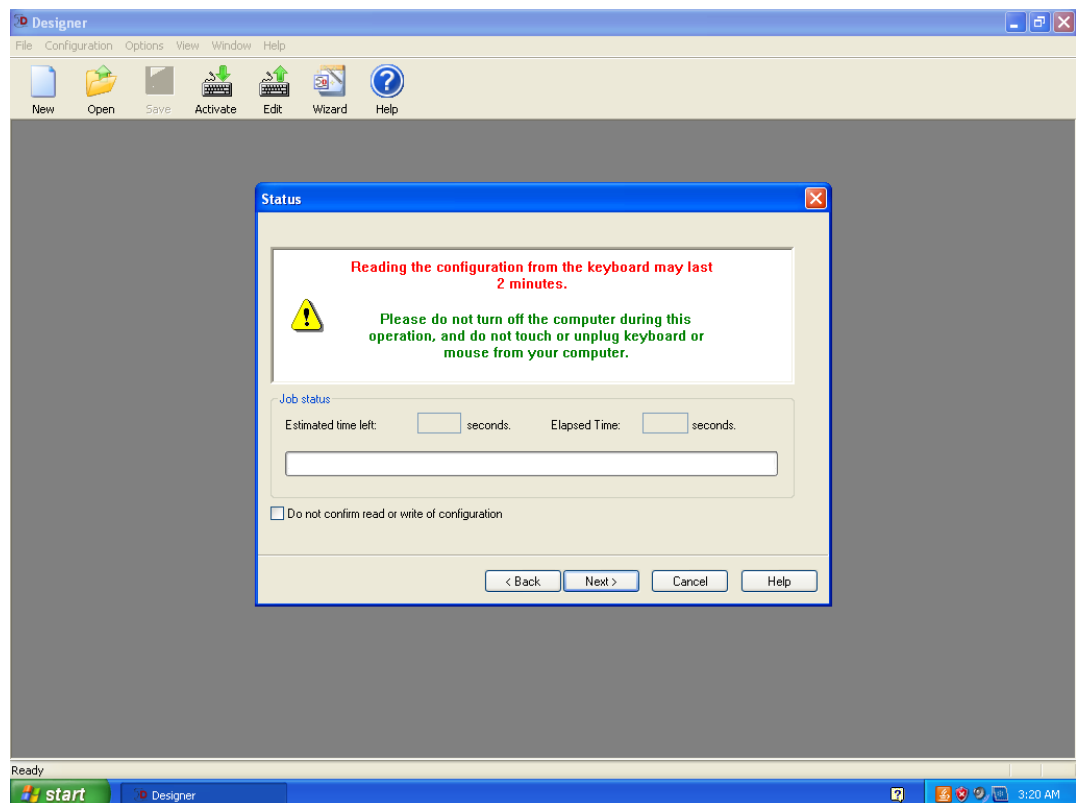 Designer
File Configuration Options View Window Help
New Open Save Activate Edit Wizard Help
Status
Reading the configuration from the keyboard may last
2 minutes.
Please do not turn off the computer during this
operation, and do not touch or unplug keyboard or
mouse from your computer.
Job status
Estimated time left: seconds. Elapsed Time: seconds.
Do not confirm read or write of configuration
< Back Next > Cancel Help
Ready
start Designer 3:20 AM